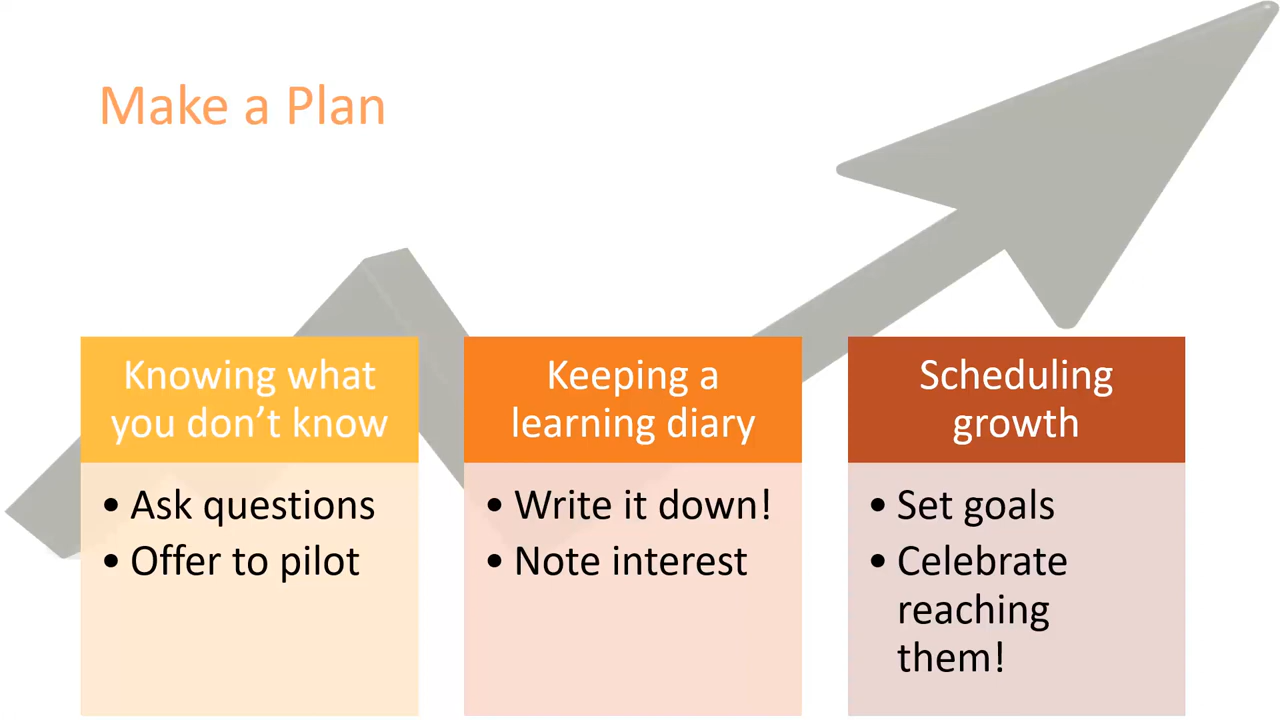 Make a Plan
Knowing what
you don’t know
• Ask questions
• Offer to pilot
Keeping a
learning diary
• Write it down!
• Note interest
Scheduling
growth
• Set goals
• Celebrate
reaching
them!